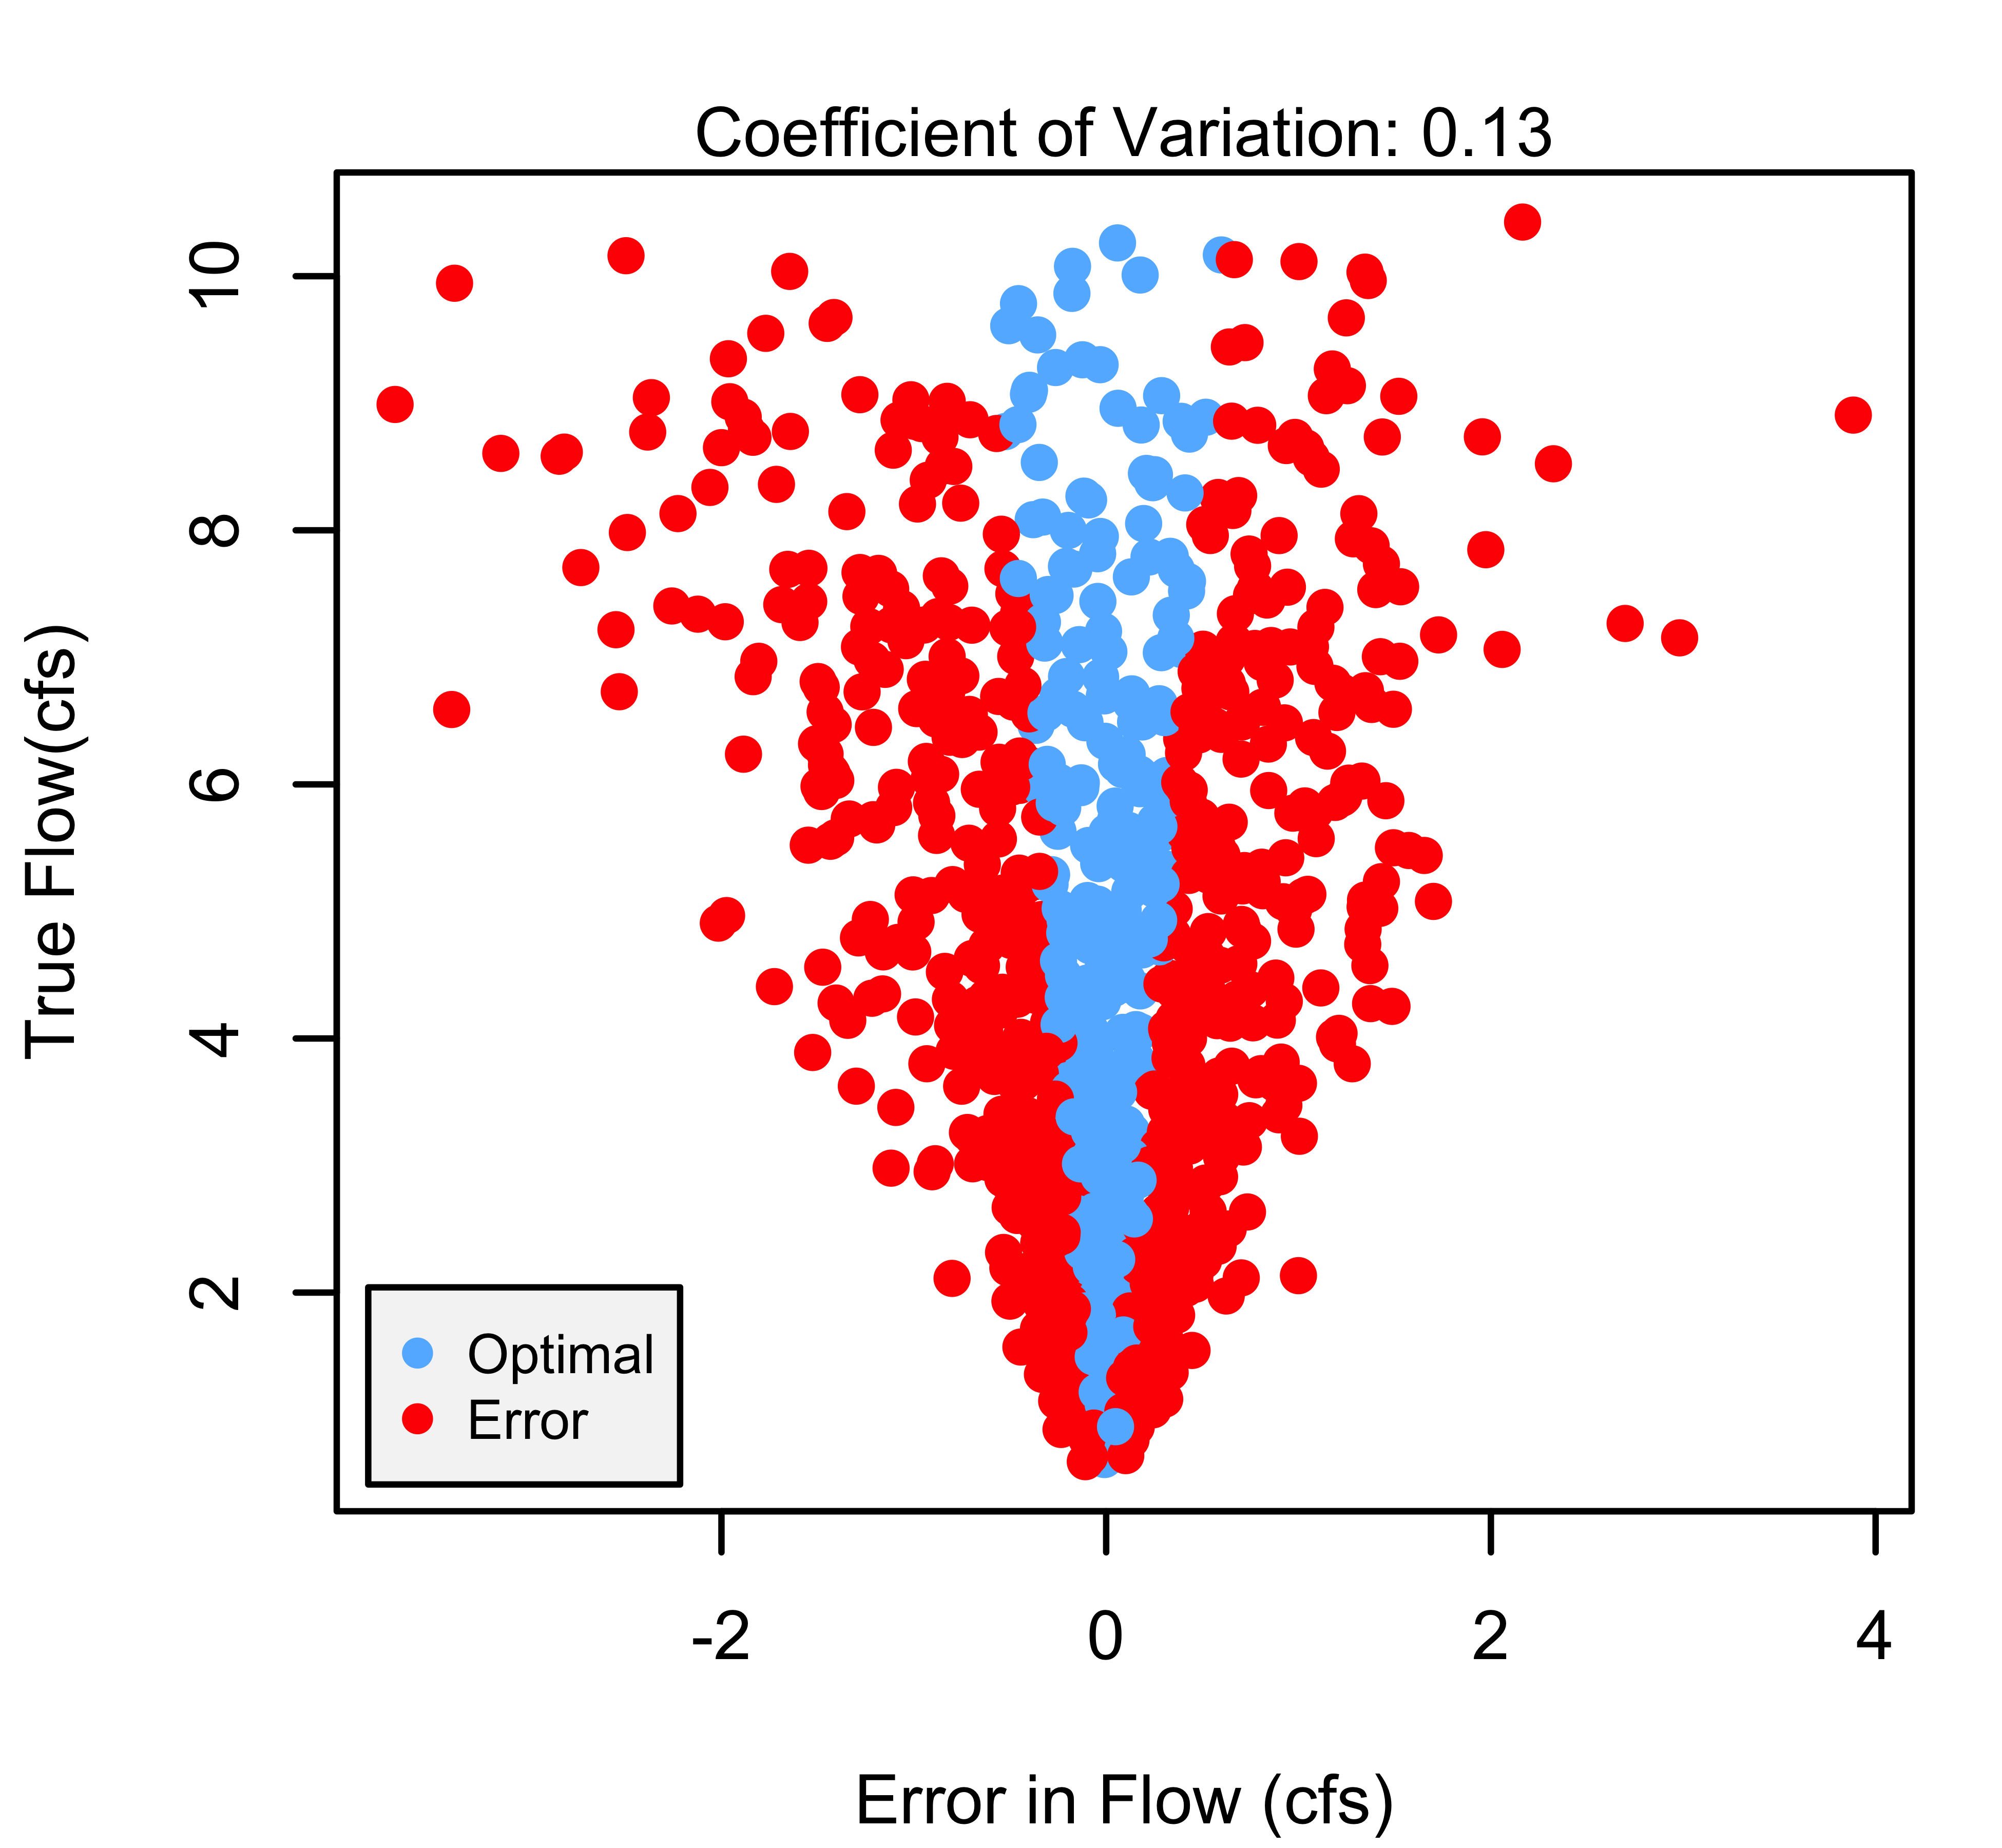 Coefficient of Variation: 0.13
True Flow(cfs)
10
8
6
4
2
Optimal
Error
-2 0 2 4
Error in Flow (cfs)